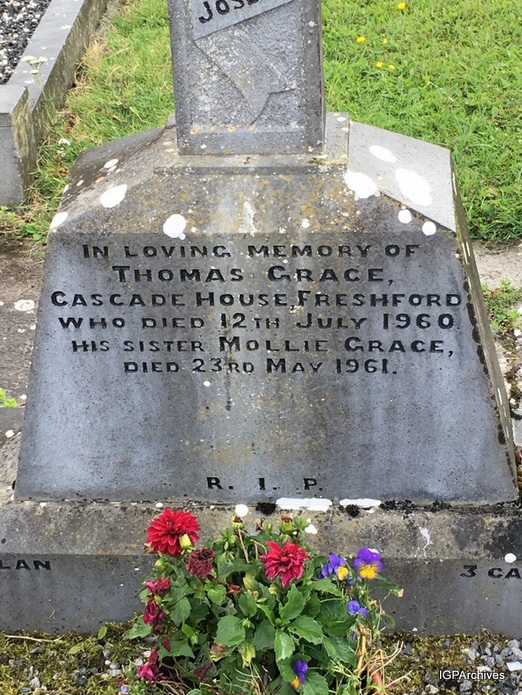 IN LOVING MEMORY OF
THOMAS GRACE,
CASCADE HOUSE, FRESHFORD
WHO DIED 12TH JULY 1960.
HIS SISTER MOLLIE GRACE,
DIED 23RD MAY 1961.
R. I. P.
IGPArchives